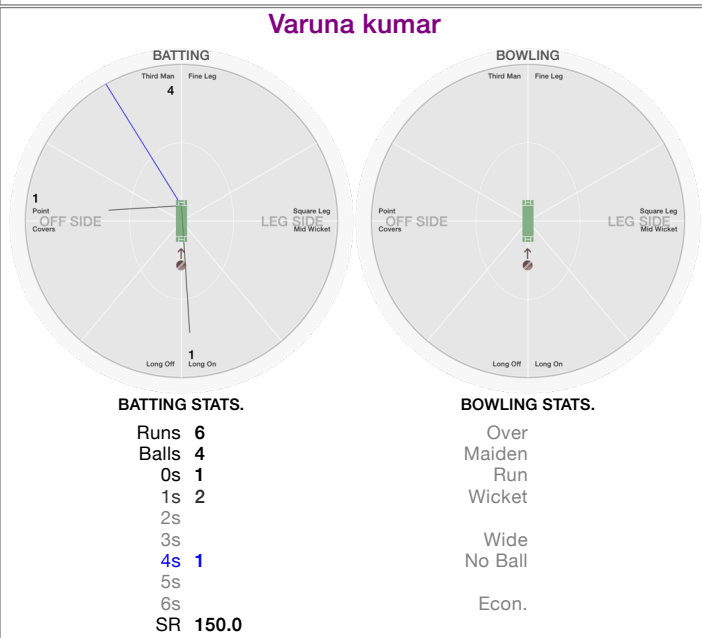 Varuna kumar
BATTING
Third Man Fine Leg
4
1
Point
OFF SIDE
Covers
Square Leg
LEG SIDE
Mid Wicket
1
Long Off Long On
BOWLING
Third Man Fine Leg
Point
OFF SIDE
Covers
Square Leg
LEG SIDE
Mid Wicket
Long Off Long On
BATTING STATS.
Runs 6
Balls 4
0s 1
1s 2
2s
3s
4s 1
5s
6s
SR 150.0
BOWLING STATS.
Over
Maiden
Run
Wicket
Wide
No Ball
Econ.